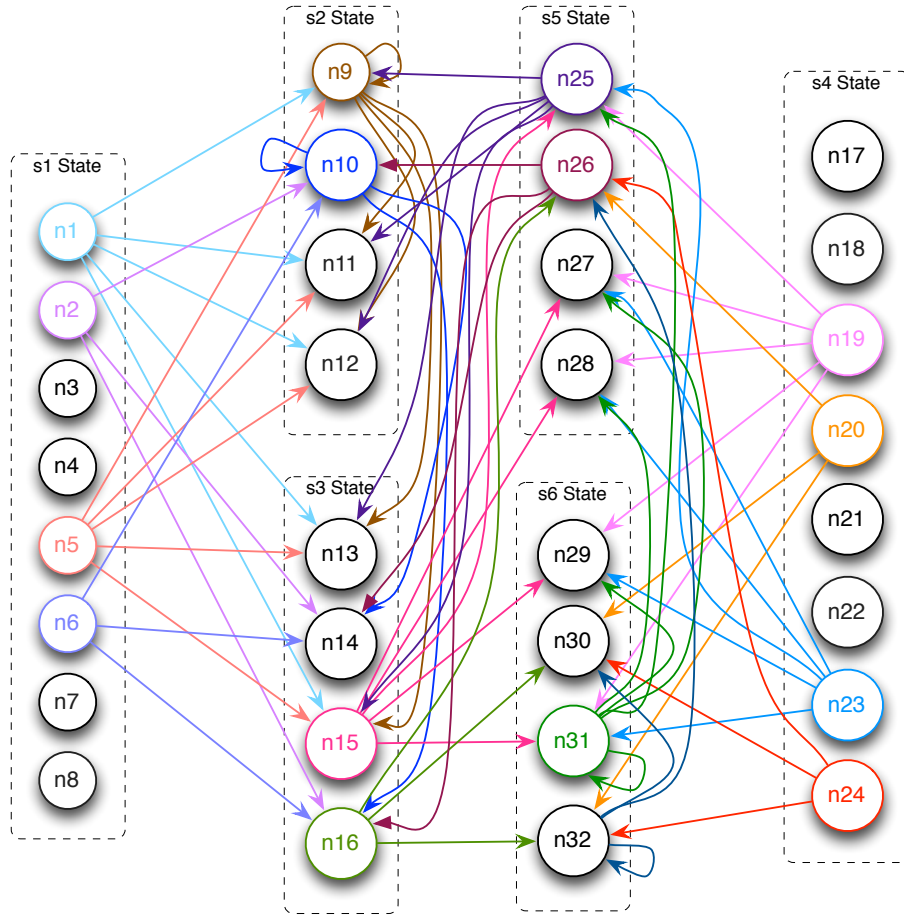 s1 State
n1
n2
n3
n4
n5
n6
n7
n8
s2 State
n9
n10
n11
n12
s3 State
n13
n14
n15
n16
s5 State
n25
n26
n27
n28
s6 State
n29
n30
n31
n32
s4 State
n17
n18
n19
n20
n21
n22
n23
n24